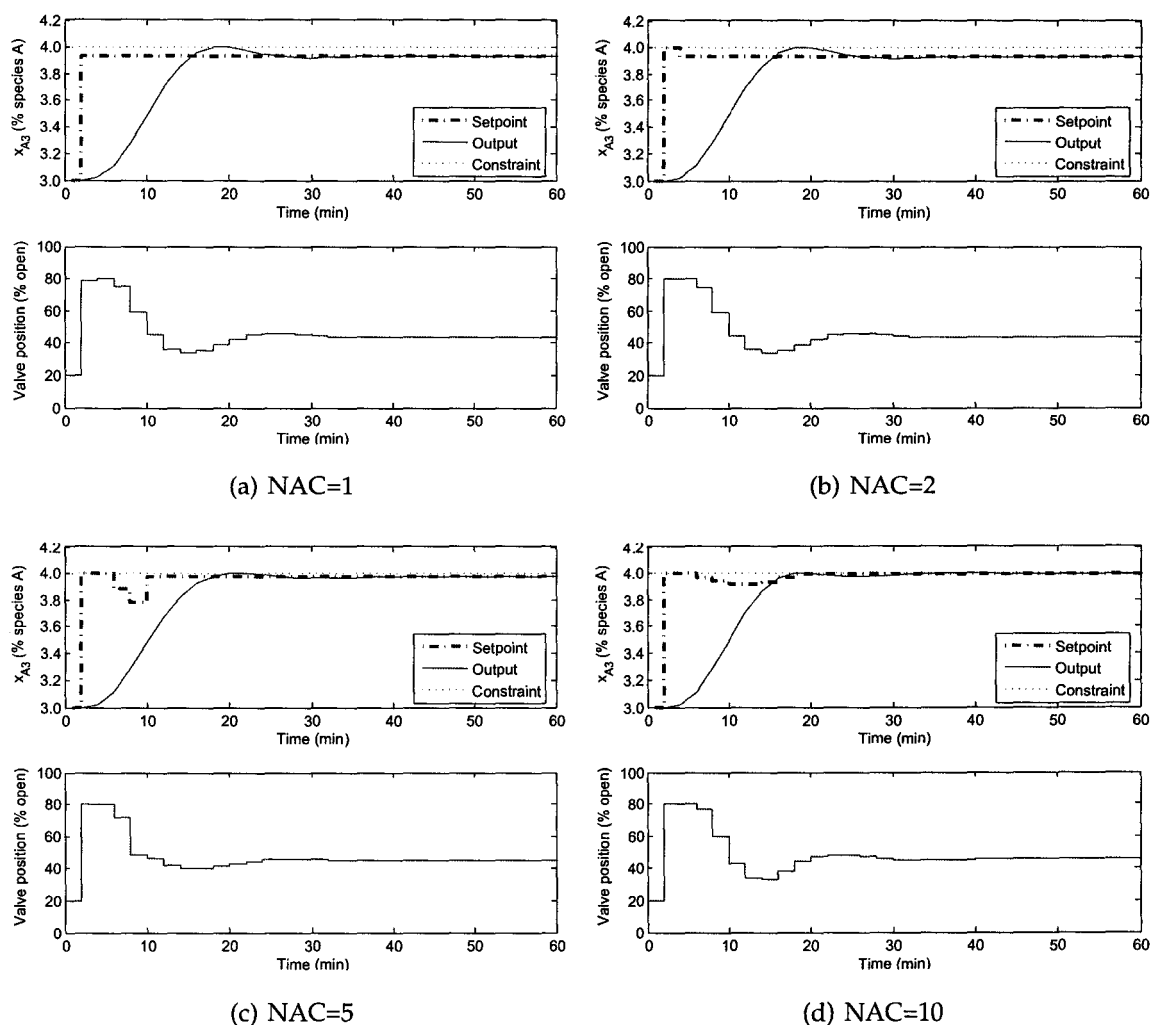 4.2
4.0
3.8
3.6
3.4
3.2
3.0
x_A3 (% species A)
Setpoint
Output
Constraint
0 10 20 30 40 50 60
Time (min)
100
80
60
40
20
0
Valve position (% open)
0 10 20 30 40 50 60
Time (min)
(a) NAC=1
4.2
4.0
3.8
3.6
3.4
3.2
3.0
x_A3 (% species A)
Setpoint
Output
Constraint
0 10 20 30 40 50 60
Time (min)
100
80
60
40
20
0
Valve position (% open)
0 10 20 30 40 50 60
Time (min)
(b) NAC=2
4.2
4.0
3.8
3.6
3.4
3.2
3.0
x_A3 (% species A)
Setpoint
Output
Constraint
0 10 20 30 40 50 60
Time (min)
100
80
60
40
20
0
Valve position (% open)
0 10 20 30 40 50 60
Time (min)
(c) NAC=5
4.2
4.0
3.8
3.6
3.4
3.2
3.0
x_A3 (% species A)
Setpoint
Output
Constraint
0 10 20 30 40 50 60
Time (min)
100
80
60
40
20
0
Valve position (% open)
0 10 20 30 40 50 60
Time (min)
(d) NAC=10